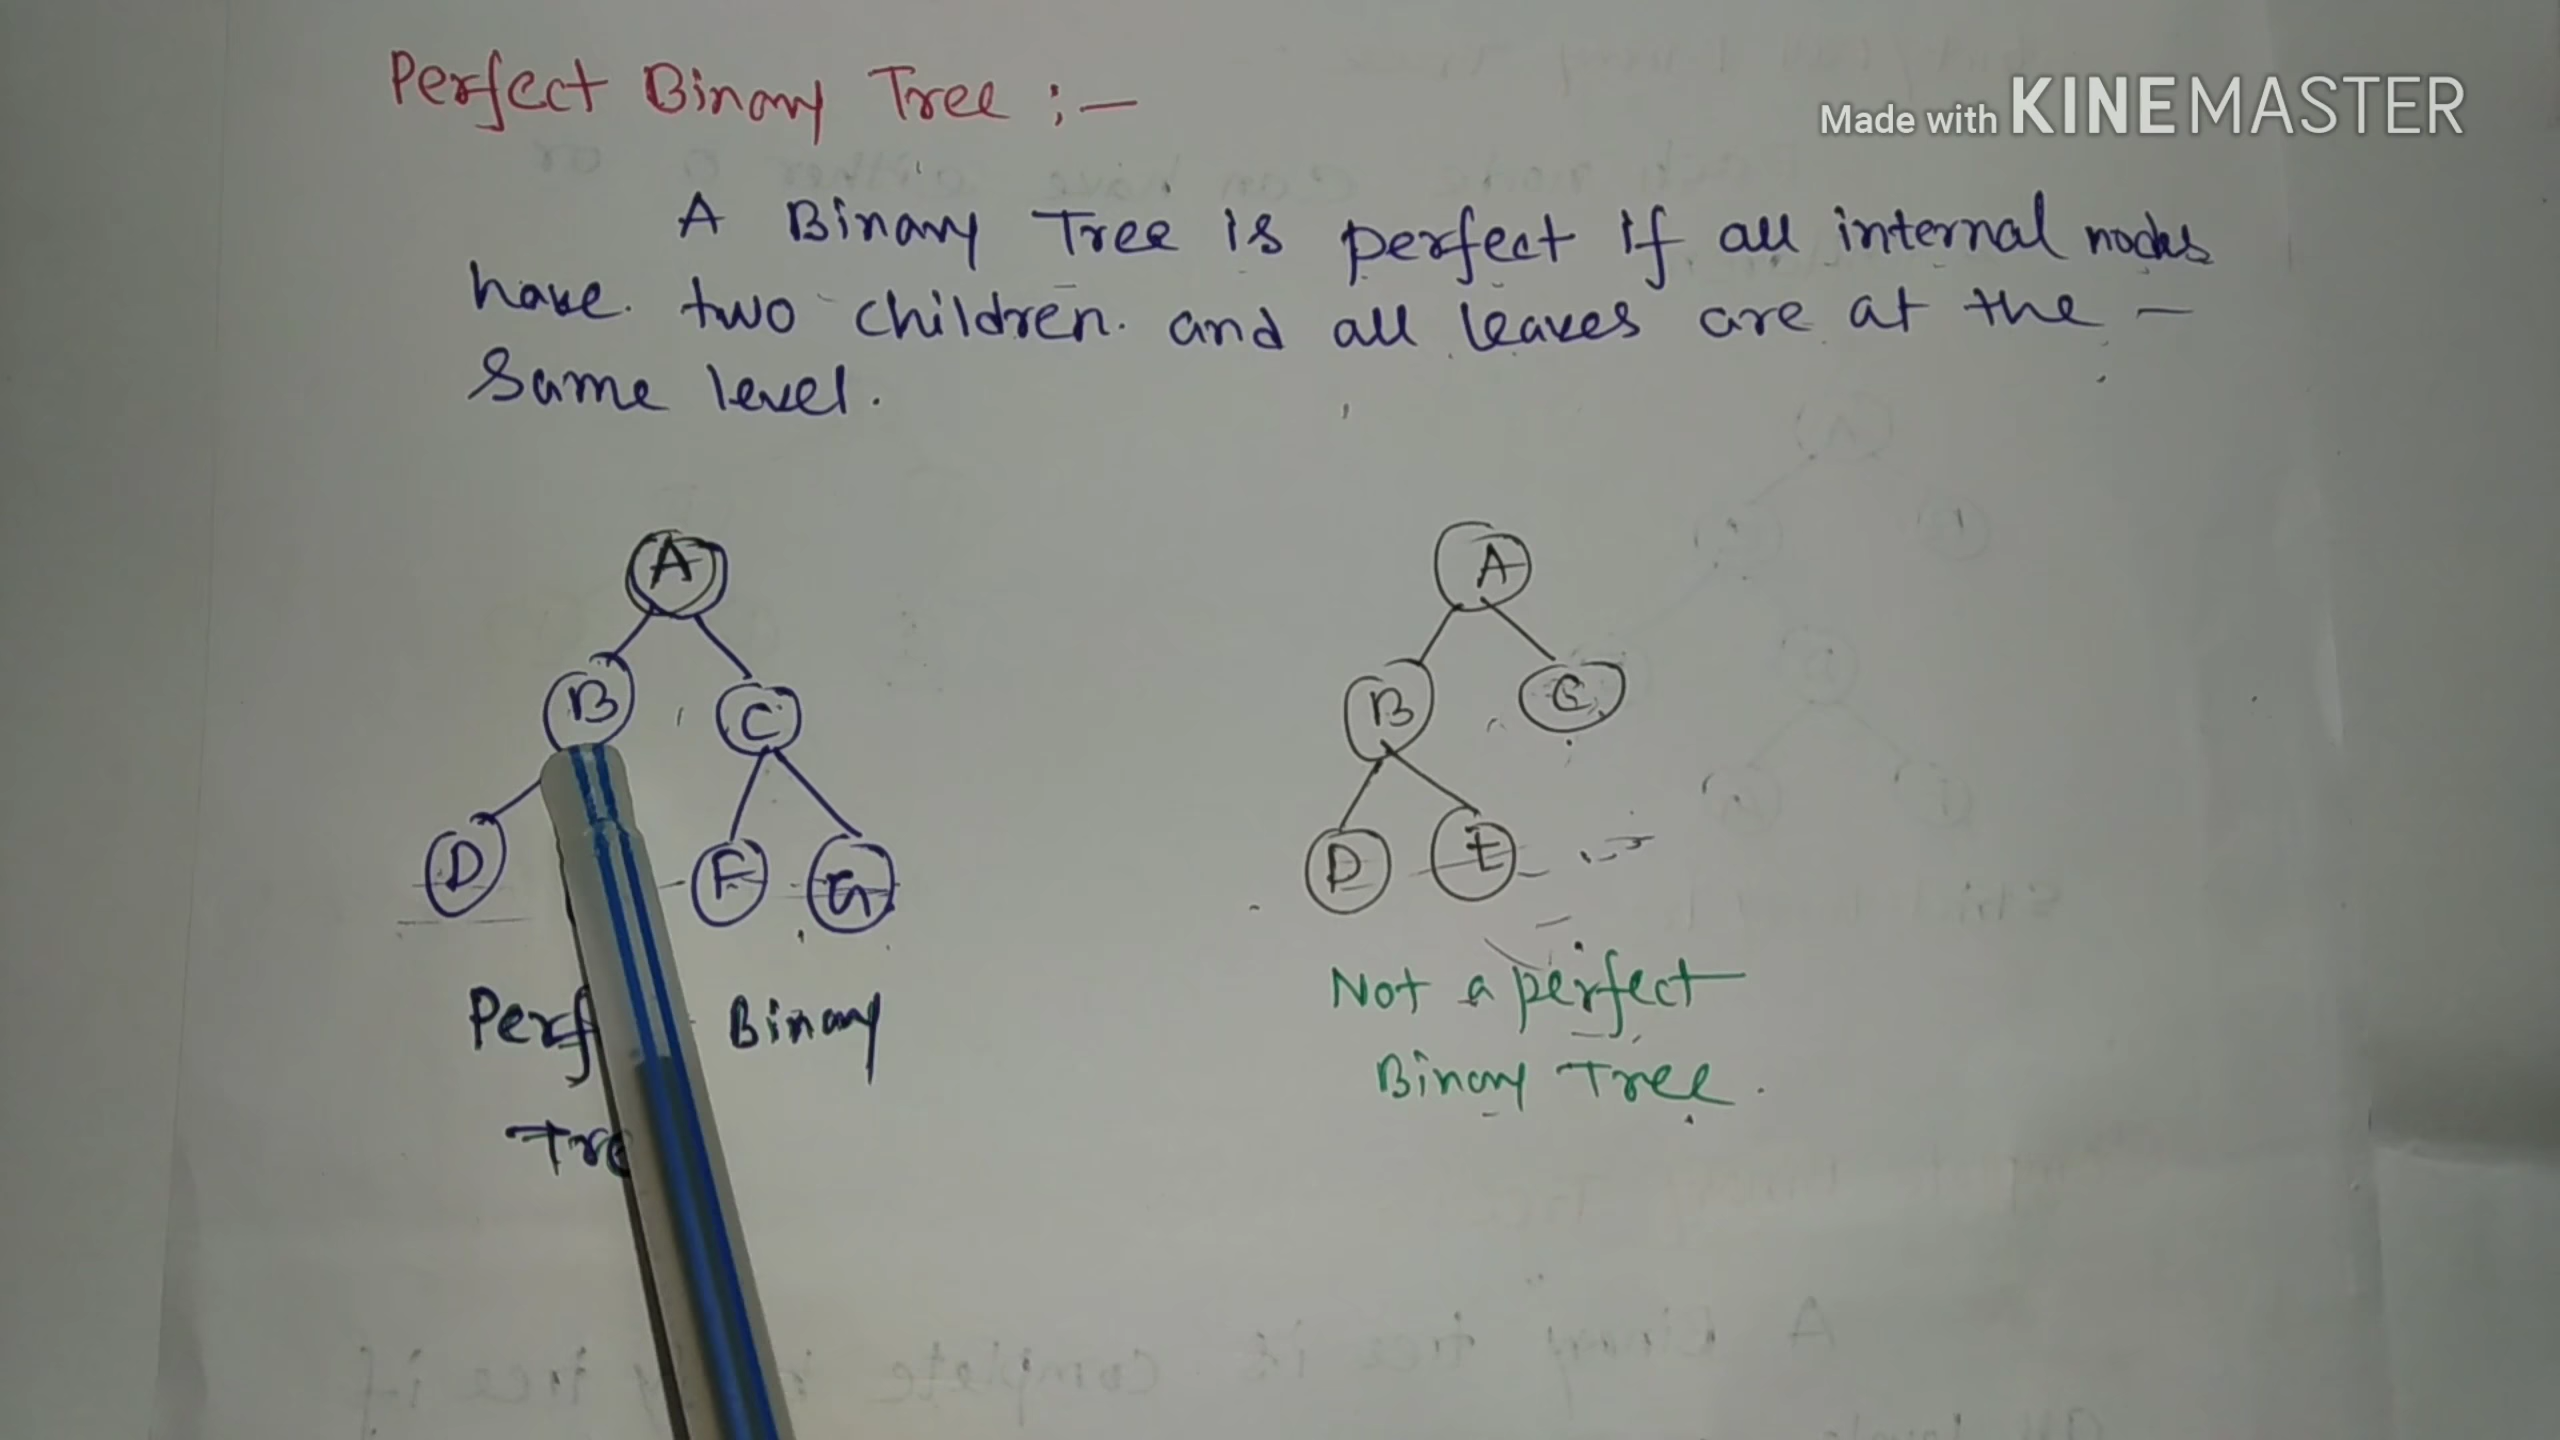 Perfect Binary Tree :-
Made with KINEMASTER
A Binary Tree is perfect if all internal nodes
have two children. and all leaves are at the -
Same level.
A A
B C B C
D F G D E
Binary
Not a perfect
Binary Tree.